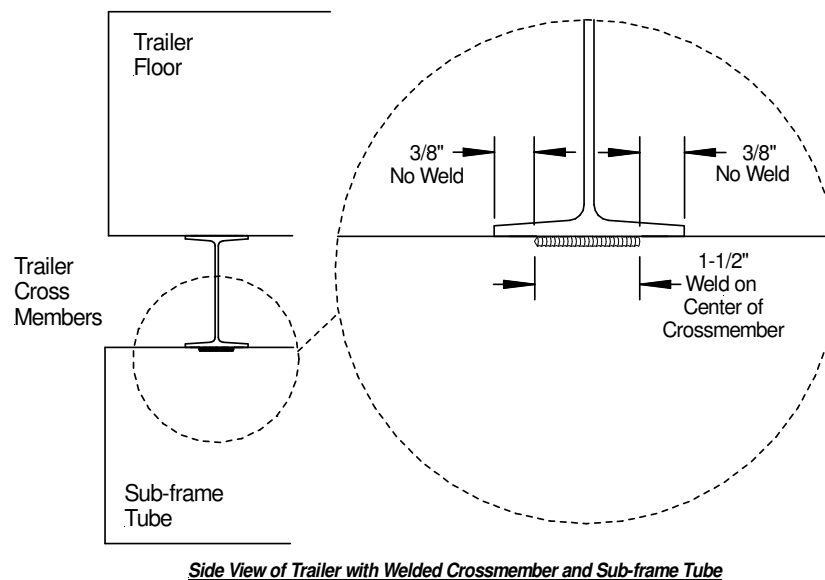 Trailer
Floor
3/8"
No Weld
3/8"
No Weld
Trailer
Cross
Members
1-1/2"
Weld on
Center of
Crossmember
Sub-frame
Tube
Side View of Trailer with Welded Crossmember and Sub-frame Tube